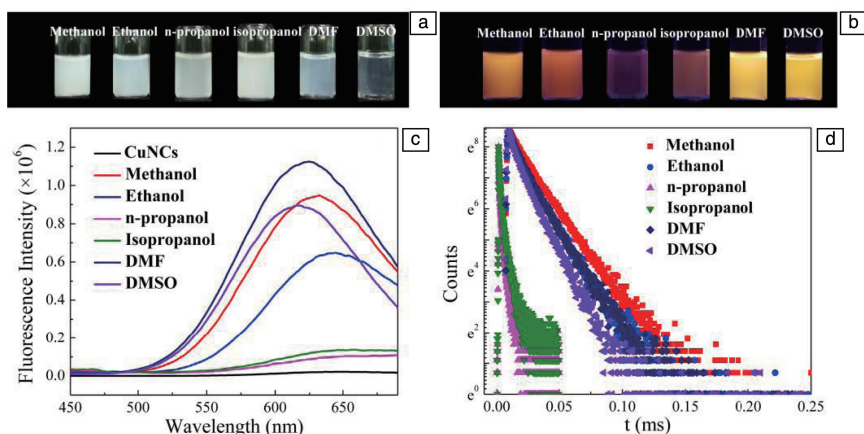 Methanol Ethanol n-propanol isopropanol DMF DMSO
a
Methanol Ethanol n-propanol isopropanol DMF DMSO
b
c
Fluorescence Intensity (×10⁶)
1.2
1.0
0.8
0.6
0.4
0.2
0.0
CuNCs
Methanol
Ethanol
n-propanol
Isopropanol
DMF
DMSO
450 500 550 600 650
Wavelength (nm)
d
Counts
e⁸
e⁶
e⁴
e²
e⁰
Methanol
Ethanol
n-propanol
Isopropanol
DMF
DMSO
0.00 0.05 0.10 0.15 0.20 0.25
t (ms)